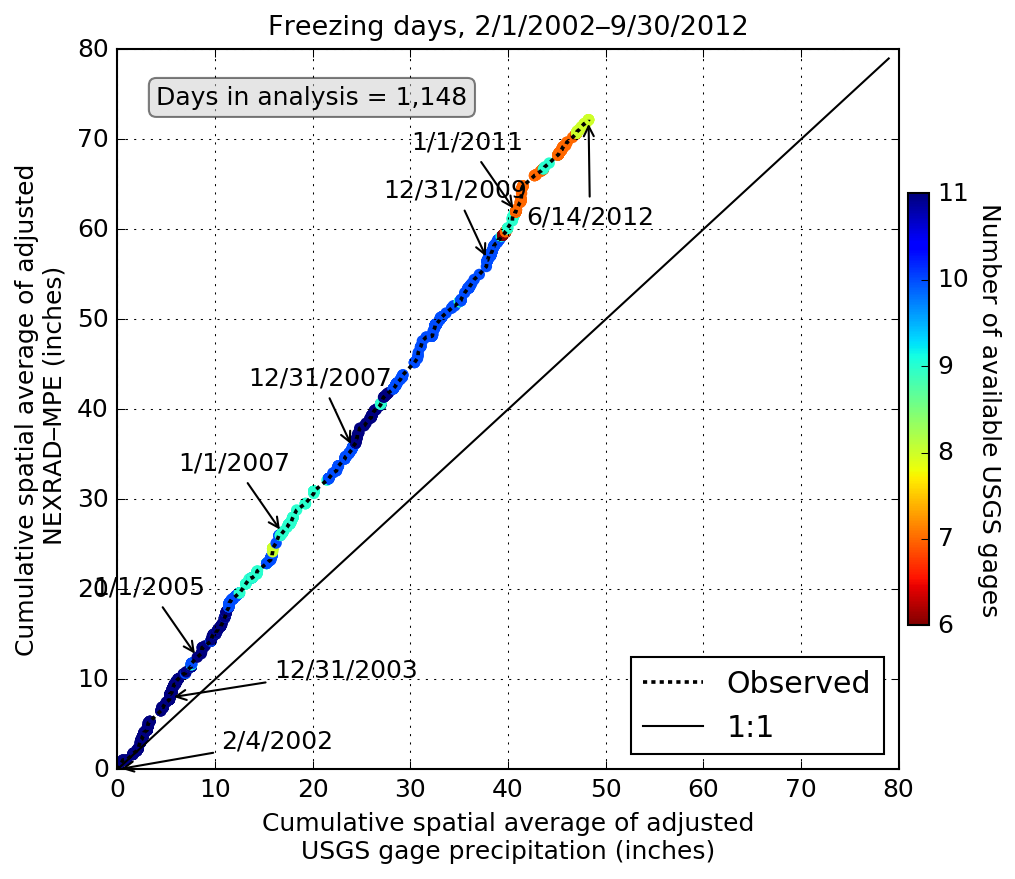 Freezing days, 2/1/2002–9/30/2012
Days in analysis = 1,148
80
70
60
50
40
30
20
10
0
Cumulative spatial average of adjusted
NEXRAD–MPE (inches)
1/1/2011
12/31/2009
6/14/2012
12/31/2007
1/1/2007
1/1/2005
12/31/2003
2/4/2002
Observed
1:1
0 10 20 30 40 50 60 70 80
Cumulative spatial average of adjusted
USGS gage precipitation (inches)
11
10
9
8
7
6
Number of available USGS gages